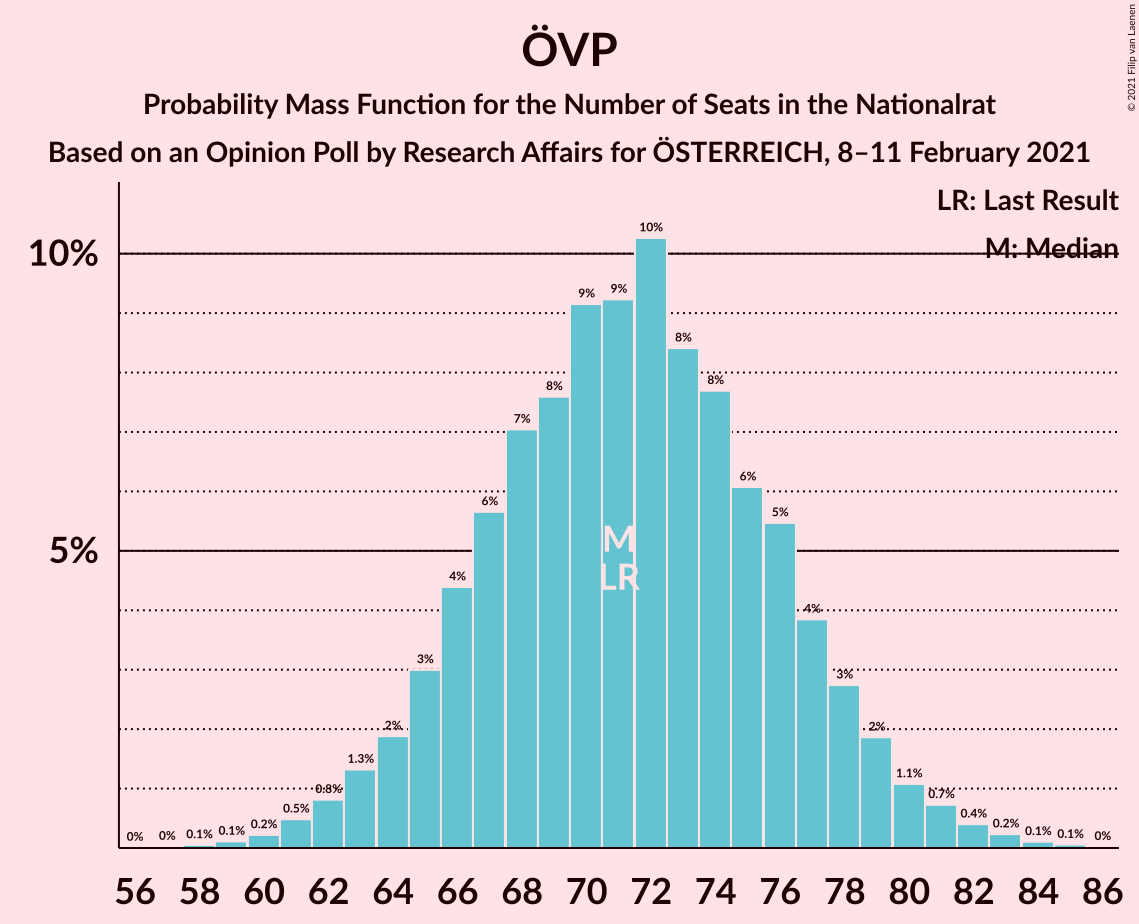 ÖVP
Probability Mass Function for the Number of Seats in the Nationalrat
Based on an Opinion Poll by Research Affairs for ÖSTERREICH, 8–11 February 2021
© 2021 Filip van Laenen
LR: Last Result
M: Median
10%
5%
0% 0% 0.1% 0.1% 0.2% 0.5% 0.8% 1.3% 2% 3% 4% 6% 7% 8% 9% 9% 10% 8% 8% 6% 5% 4% 3% 2% 1.1% 0.7% 0.4% 0.2% 0.1% 0.1% 0%
M
LR
56 58 60 62 64 66 68 70 72 74 76 78 80 82 84 86